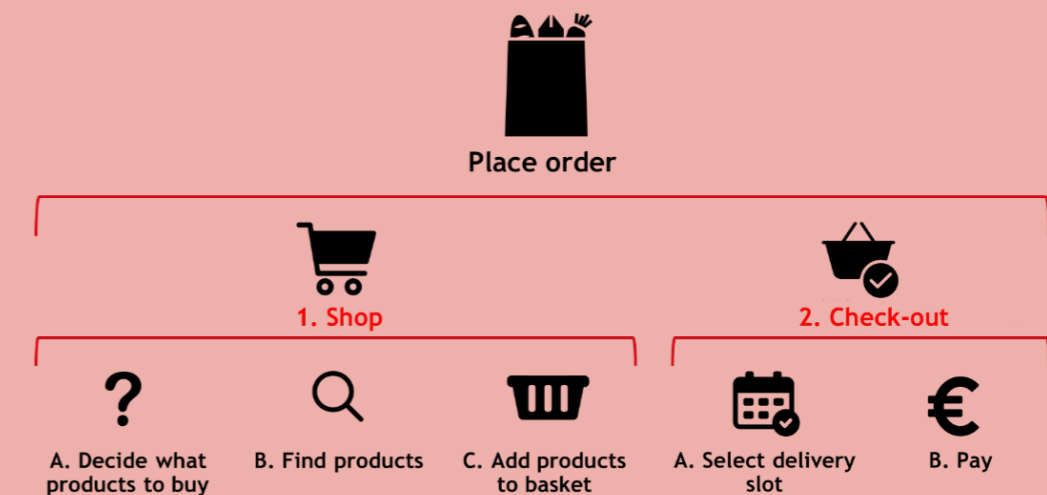 Place order
1. Shop
2. Check-out
A. Decide what
products to buy
B. Find products
C. Add products
to basket
A. Select delivery
slot
B. Pay